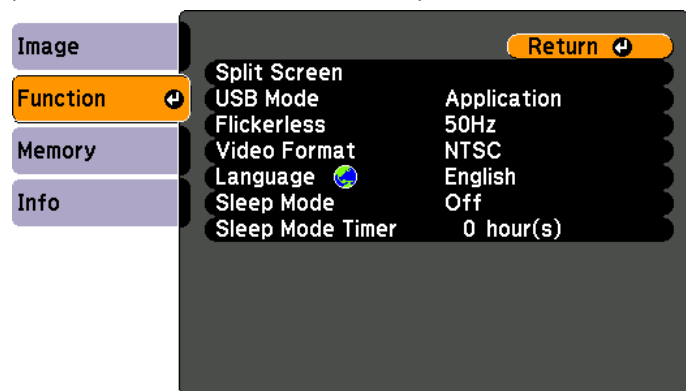 Image
Function
Memory
Info
Return
Split Screen
USB Mode Application
Flickerless 50Hz
Video Format NTSC
Language English
Sleep Mode Off
Sleep Mode Timer 0 hour(s)